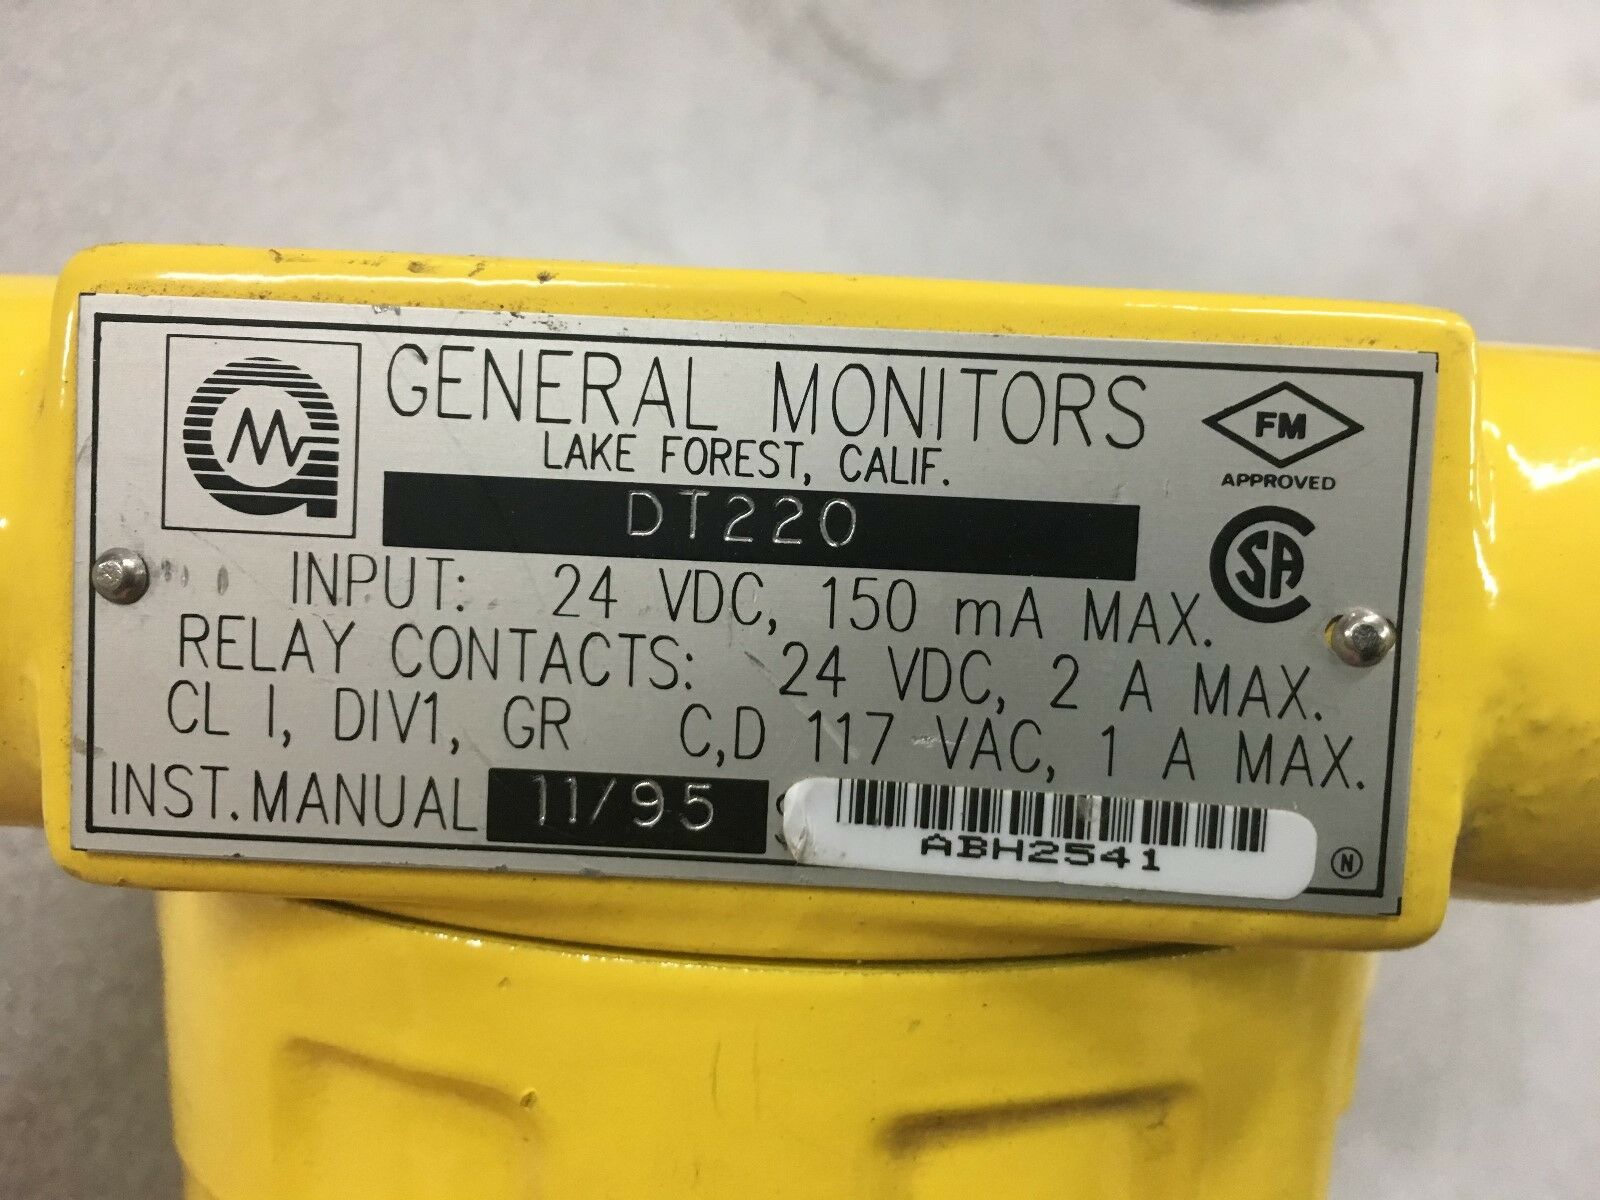 GENERAL MONITORS
LAKE FOREST, CALIF.
FM
APPROVED
DT220
CSA
INPUT: 24 VDC, 150 mA MAX.
RELAY CONTACTS: 24 VDC, 2 A MAX.
CL I, DIV1, GR C,D 117 VAC, 1 A MAX.
INST. MANUAL 11/95
ABH2541
N